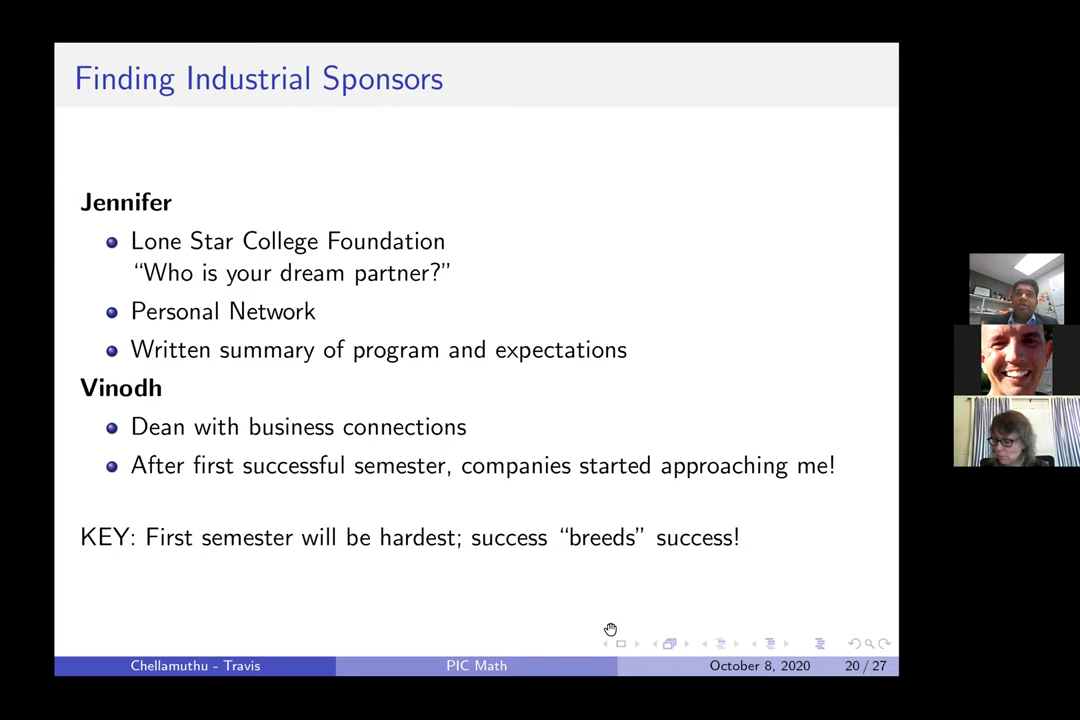 Finding Industrial Sponsors
Jennifer
Lone Star College Foundation
“Who is your dream partner?”
Personal Network
Written summary of program and expectations
Vinodh
Dean with business connections
After first successful semester, companies started approaching me!
KEY: First semester will be hardest; success “breeds” success!
Chellamuthu - Travis PIC Math October 8, 2020 20 / 27